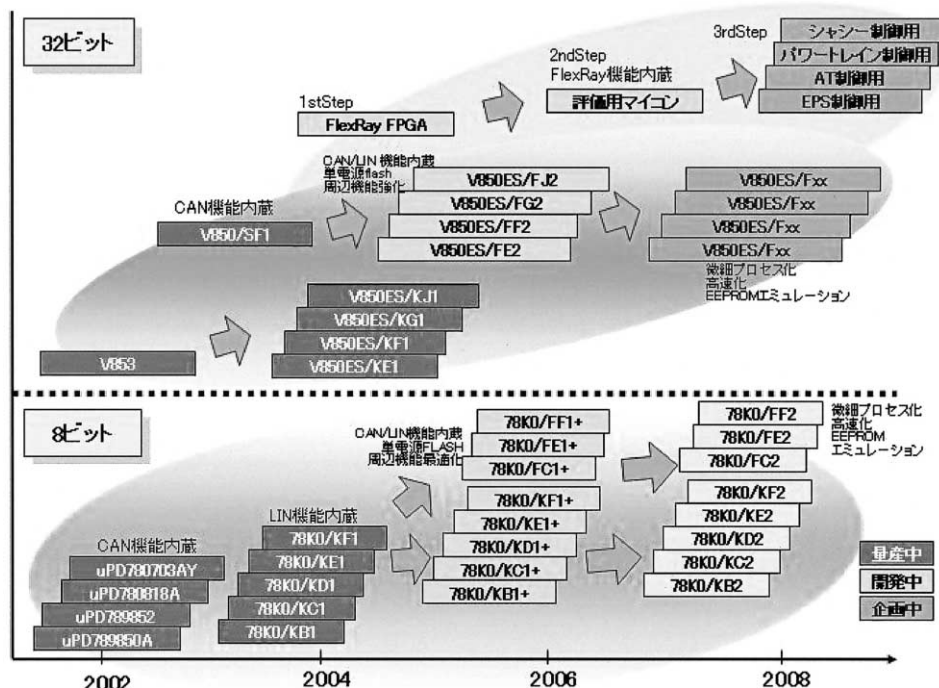 32ビット
3rdStep
シャシー制御用
パワートレイン制御用
AT制御用
EPS制御用
2ndStep
FlexRay機能内蔵
評価用マイコン
1stStep
FlexRay FPGA
CAN/LIN 機能内蔵
単電源flash
周辺機能強化
V850ES/FJ2
V850ES/FG2
V850ES/FF2
V850ES/FE2
V850ES/Fxx
V850ES/Fxx
V850ES/Fxx
V850ES/Fxx
微細プロセス化
高速化
EEPROMエミュレーション
CAN機能内蔵
V850/SF1
V850ES/KJ1
V850ES/KG1
V850ES/KF1
V850ES/KE1
V853
8ビット
CAN/LIN機能内蔵
単電源FLASH
周辺機能最適化
78K0/FF1+
78K0/FE1+
78K0/FC1+
78K0/FF2
78K0/FE2
78K0/FC2
微細プロセス化
高速化
EEPROM
エミュレーション
78K0/KF1+
78K0/KE1+
78K0/KD1+
78K0/KC1+
78K0/KB1+
78K0/KF2
78K0/KE2
78K0/KD2
78K0/KC2
78K0/KB2
LIN機能内蔵
78K0/KF1
78K0/KE1
78K0/KD1
78K0/KC1
78K0/KB1
CAN機能内蔵
uPD780703AY
uPD780818A
uPD789852
uPD789850A
量産中
開発中
企画中
2002
2004
2006
2008